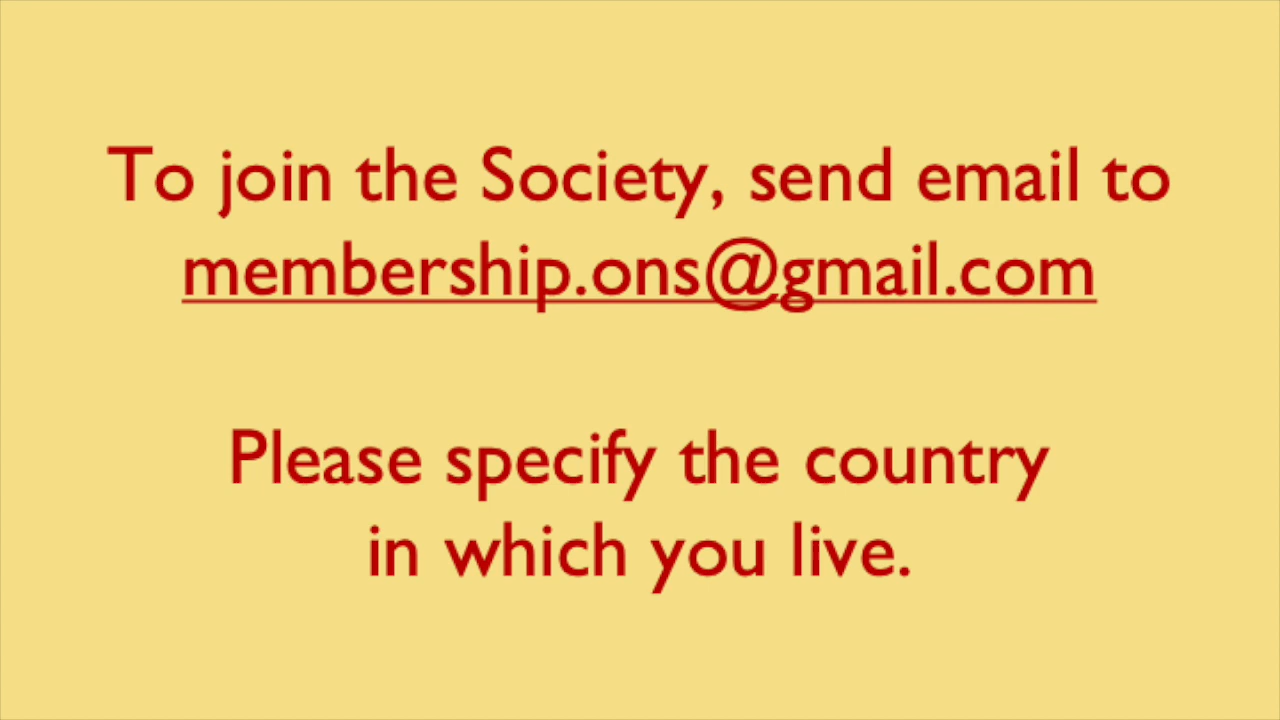 To join the Society, send email to
membership.ons@gmail.com
Please specify the country
in which you live.